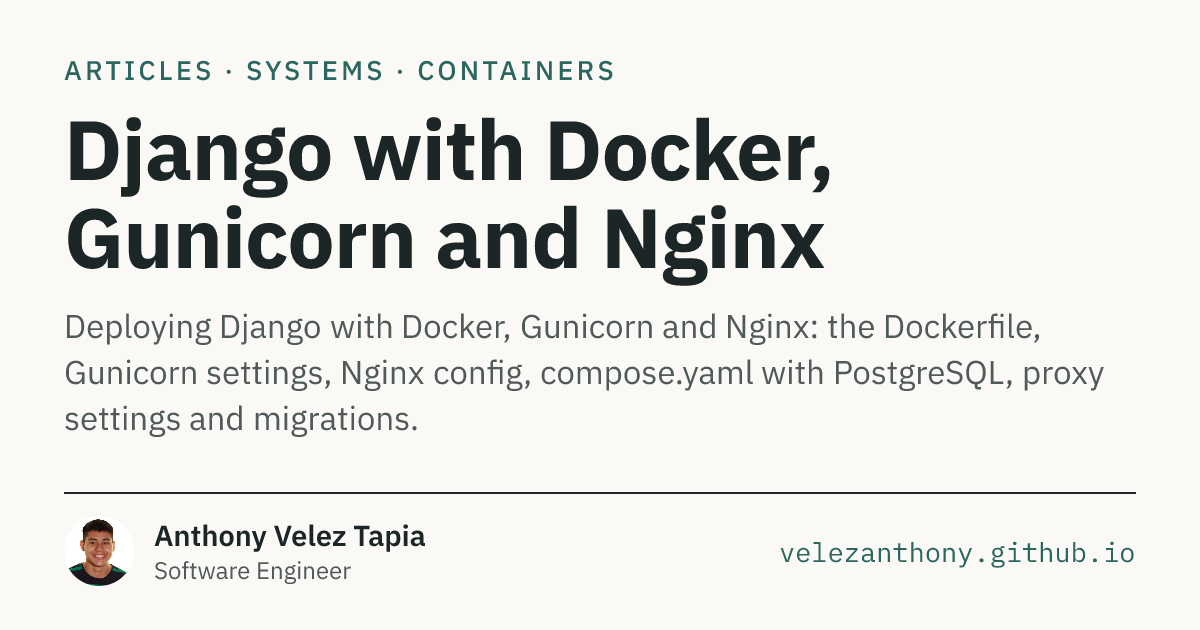 ARTICLES · SYSTEMS · CONTAINERS
Django with Docker,
Gunicorn and Nginx
Deploying Django with Docker, Gunicorn and Nginx: the Dockerfile,
Gunicorn settings, Nginx config, compose.yaml with PostgreSQL, proxy
settings and migrations.
Anthony Velez Tapia
Software Engineer
velezanthony.github.io